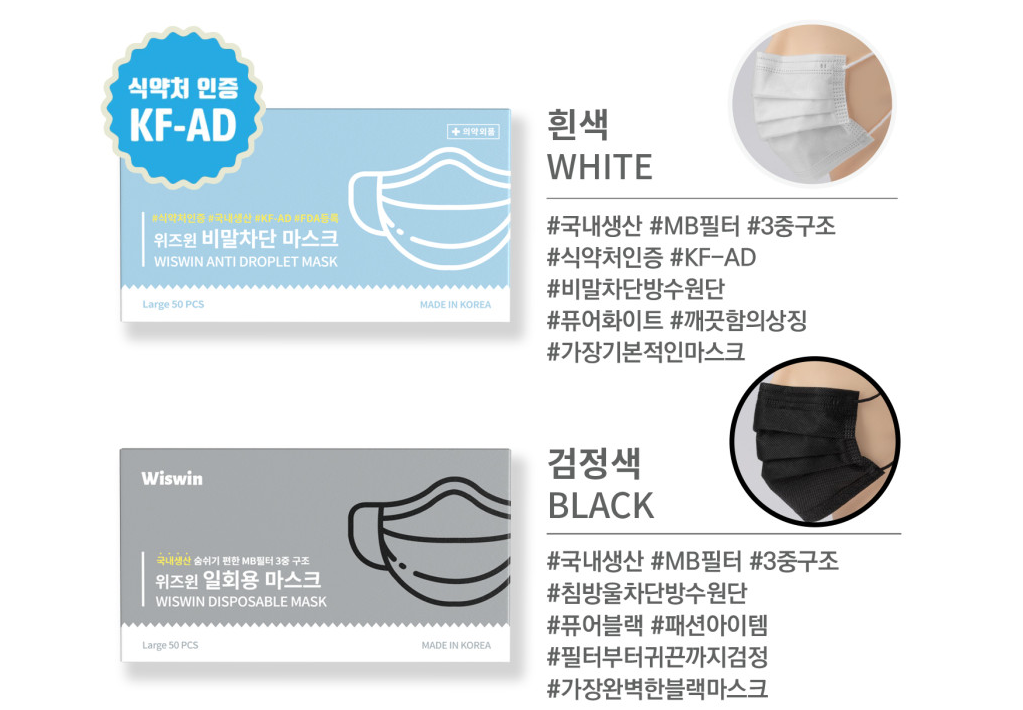 식약처 인증
KF-AD
의약외품
#식약처인증 #국내생산 #KF-AD #FDA등록
위즈윈 비말차단 마스크
WISWIN ANTI DROPLET MASK
Large 50 PCS
MADE IN KOREA
흰색
WHITE
#국내생산 #MB필터 #3중구조
#식약처인증 #KF-AD
#비말차단방수원단
#퓨어화이트 #깨끗함의상징
#가장기본적인마스크
Wiswin
국내생산 숨쉬기 편한 MB필터 3중 구조
위즈윈 일회용 마스크
WISWIN DISPOSABLE MASK
Large 50 PCS
MADE IN KOREA
검정색
BLACK
#국내생산 #MB필터 #3중구조
#침방울차단방수원단
#퓨어블랙 #패션아이템
#필터부터귀끈까지검정
#가장완벽한블랙마스크